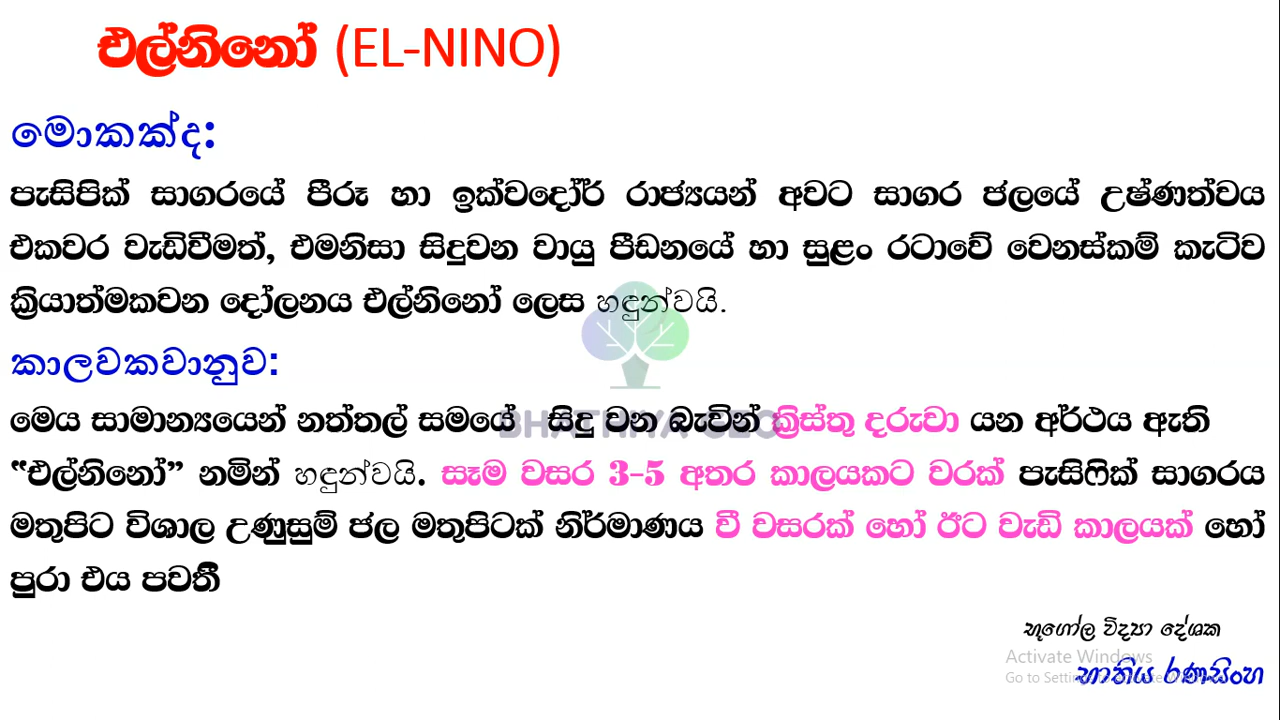 එල්නිනෝ (EL-NINO)
මොකක්ද:
පැසිපික් සාගරයේ පීරූ හා ඉක්වදෝර් රාජ්‍යයන් අවට සාගර ජලයේ උෂ්ණත්වය
එකවර වැඩිවීමත්, එමනිසා සිදුවන වායු පීඩනයේ හා සුළං රටාවේ වෙනස්කම් කැටිව
ක්‍රියාත්මකවන දෝලනය එල්නිනෝ ලෙස හඳුන්වයි.
කාලවකවානුව:
මෙය සාමාන්‍යයෙන් නත්තල් සමයේ සිදු වන බැවින් ක්‍රිස්තු දරුවා යන අර්ථය ඇති
“එල්නිනෝ” නමින් හඳුන්වයි. සෑම වසර 3-5 අතර කාලයකට වරක් පැසිෆික් සාගරය
මතුපිට විශාල උණුසුම් ජල මතුපිටක් නිර්මාණය වී වසරක් හෝ ඊට වැඩි කාලයක් හෝ
පුරා එය පවතී
BHATHIYA GEO
භූගෝල විද්‍යා දේශක
භාතිය රණසිංහ
Activate Windows